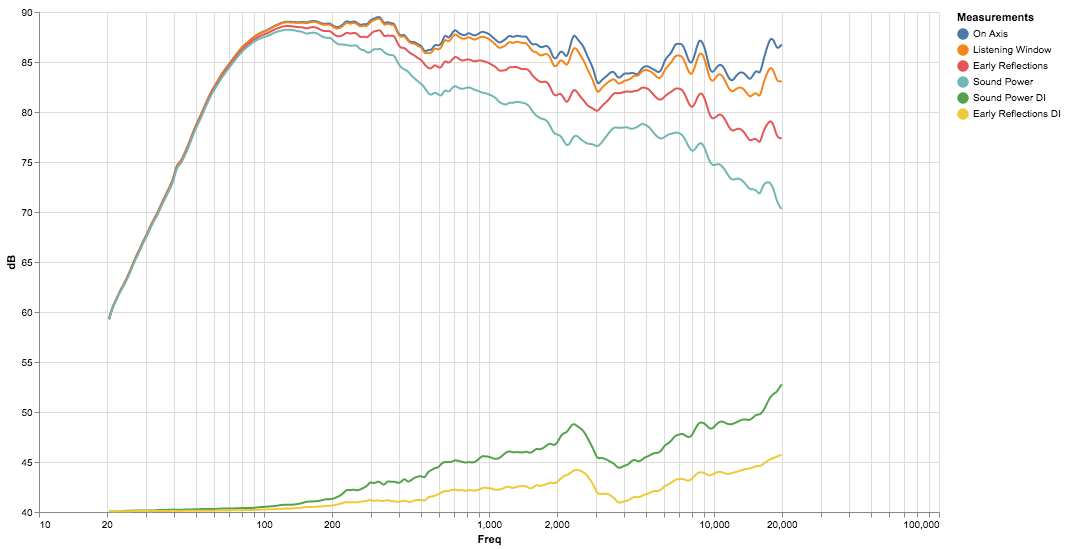 Measurements
On Axis
Listening Window
Early Reflections
Sound Power
Sound Power DI
Early Reflections DI
dB
90
85
80
75
70
65
60
55
50
45
40
10
20
100
200
1,000
2,000
10,000
20,000
100,000
Freq